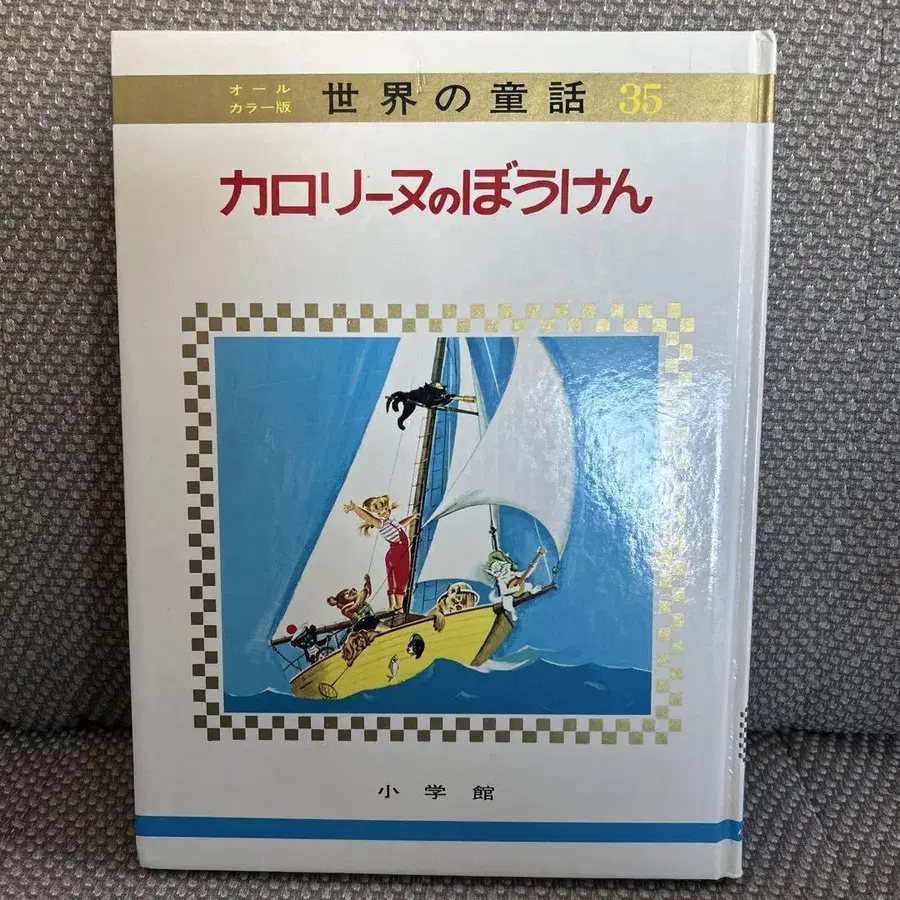 オール
カラー版
世界の童話 35
カロリーヌのぼうけん
小学館